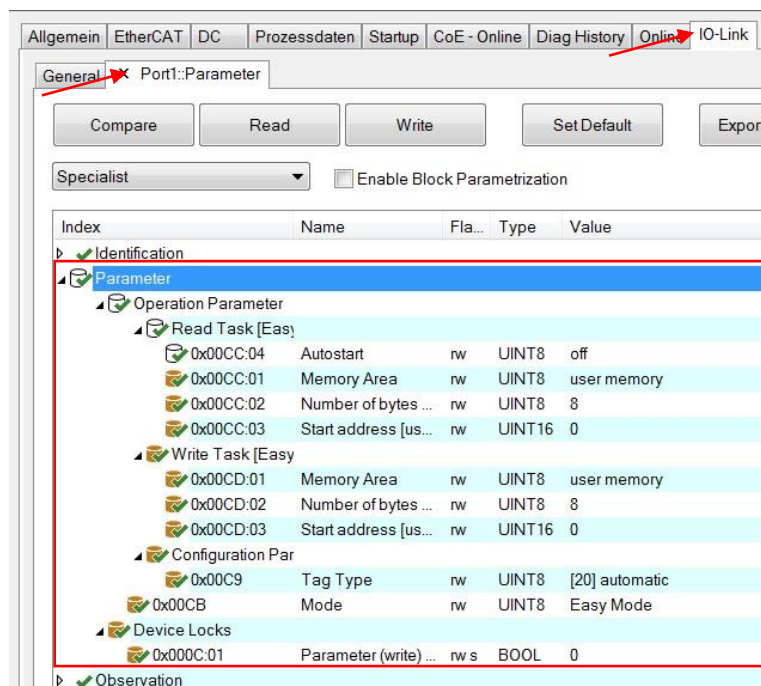 Allgemein EtherCAT DC Prozessdaten Startup CoE - Online Diag History Online IO-Link
General Port1::Parameter
Compare Read Write Set Default Expor
Specialist Enable Block Parametrization
Index Name Fla... Type Value
Identification
Parameter
Operation Parameter
Read Task [Easy
0x00CC:04 Autostart rw UINT8 off
0x00CC:01 Memory Area rw UINT8 user memory
0x00CC:02 Number of bytes ... rw UINT8 8
0x00CC:03 Start address [us... rw UINT16 0
Write Task [Easy
0x00CD:01 Memory Area rw UINT8 user memory
0x00CD:02 Number of bytes ... rw UINT8 8
0x00CD:03 Start address [us... rw UINT16 0
Configuration Par
0x00C9 Tag Type rw UINT8 [20] automatic
0x00CB Mode rw UINT8 Easy Mode
Device Locks
0x000C:01 Parameter (write) ... rw s BOOL 0
Observation